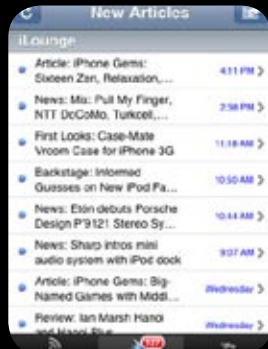 New Articles
iLounge
Article: iPhone Gems:
Sixteen Zen, Relaxation,...
4:11 PM
News: Mix: Pull My Finger,
NTT DoCoMo, Turkcell,...
2:58 PM
First Looks: Case-Mate
Vroom Case for iPhone 3G
11:18 AM
Backstage: Informed
Guesses on New iPod Fa...
10:50 AM
News: Eton debuts Porsche
Design P'9121 Stereo Sy...
10:44 AM
News: Sharp intros mini
audio system with iPod dock
9:07 AM
Article: iPhone Gems: Big-
Named Games with Middl...
Wednesday
Review: Ian Marsh Hanoi
and Hanoi Plus
Wednesday